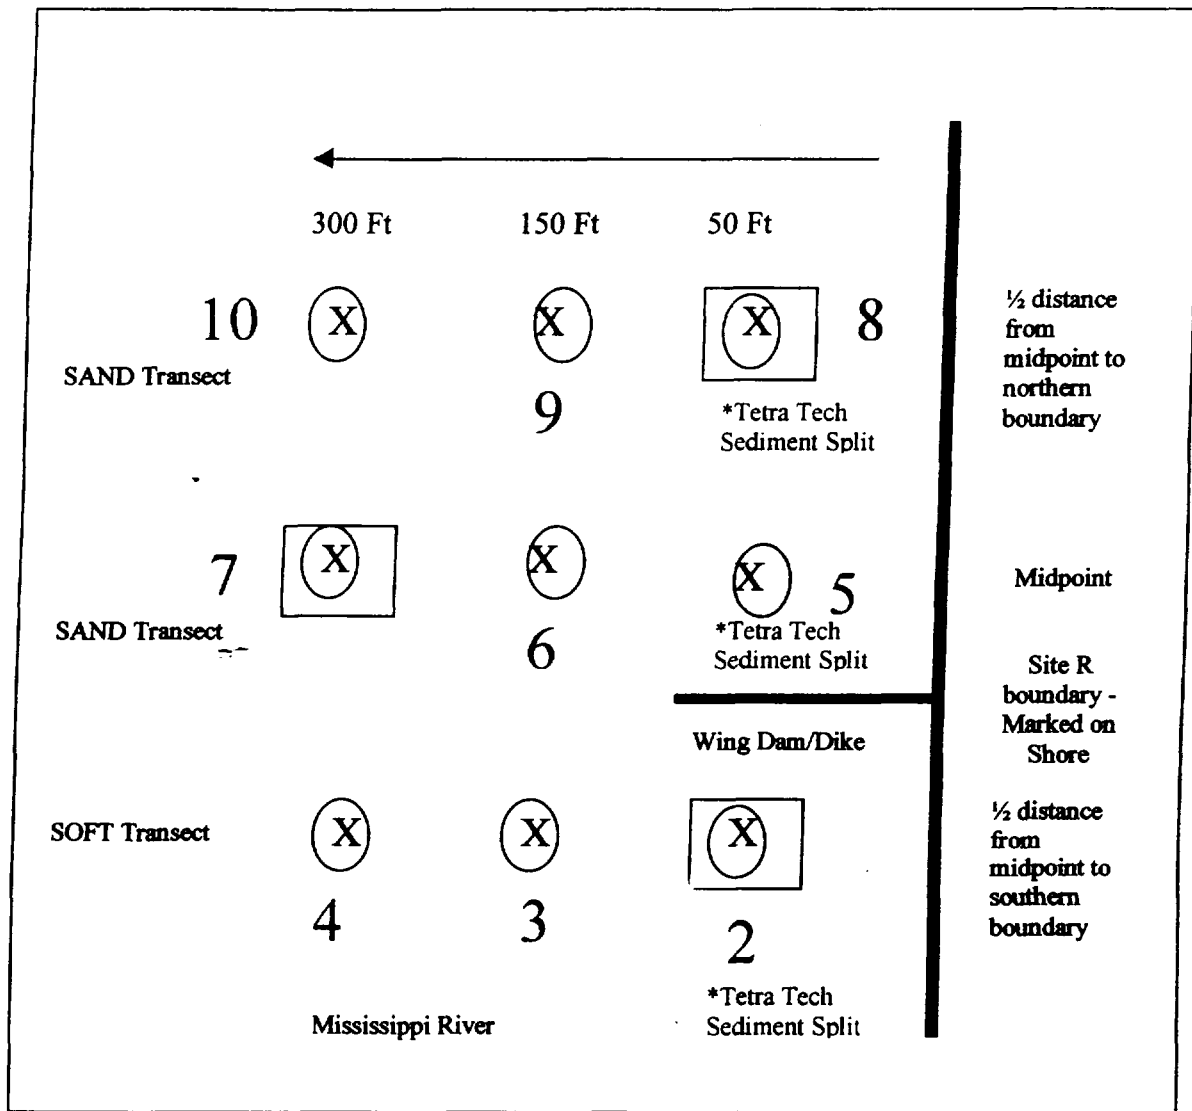 300 Ft
150 Ft
50 Ft
10
X
X
X
8
½ distance
from
midpoint to
northern
boundary
SAND Transect
9
*Tetra Tech
Sediment Split
7
X
X
X
5
Midpoint
SAND Transect
6
*Tetra Tech
Sediment Split
Site R
boundary -
Marked on
Shore
Wing Dam/Dike
SOFT Transect
X
X
X
½ distance
from
midpoint to
southern
boundary
4
3
2
*Tetra Tech
Sediment Split
Mississippi River